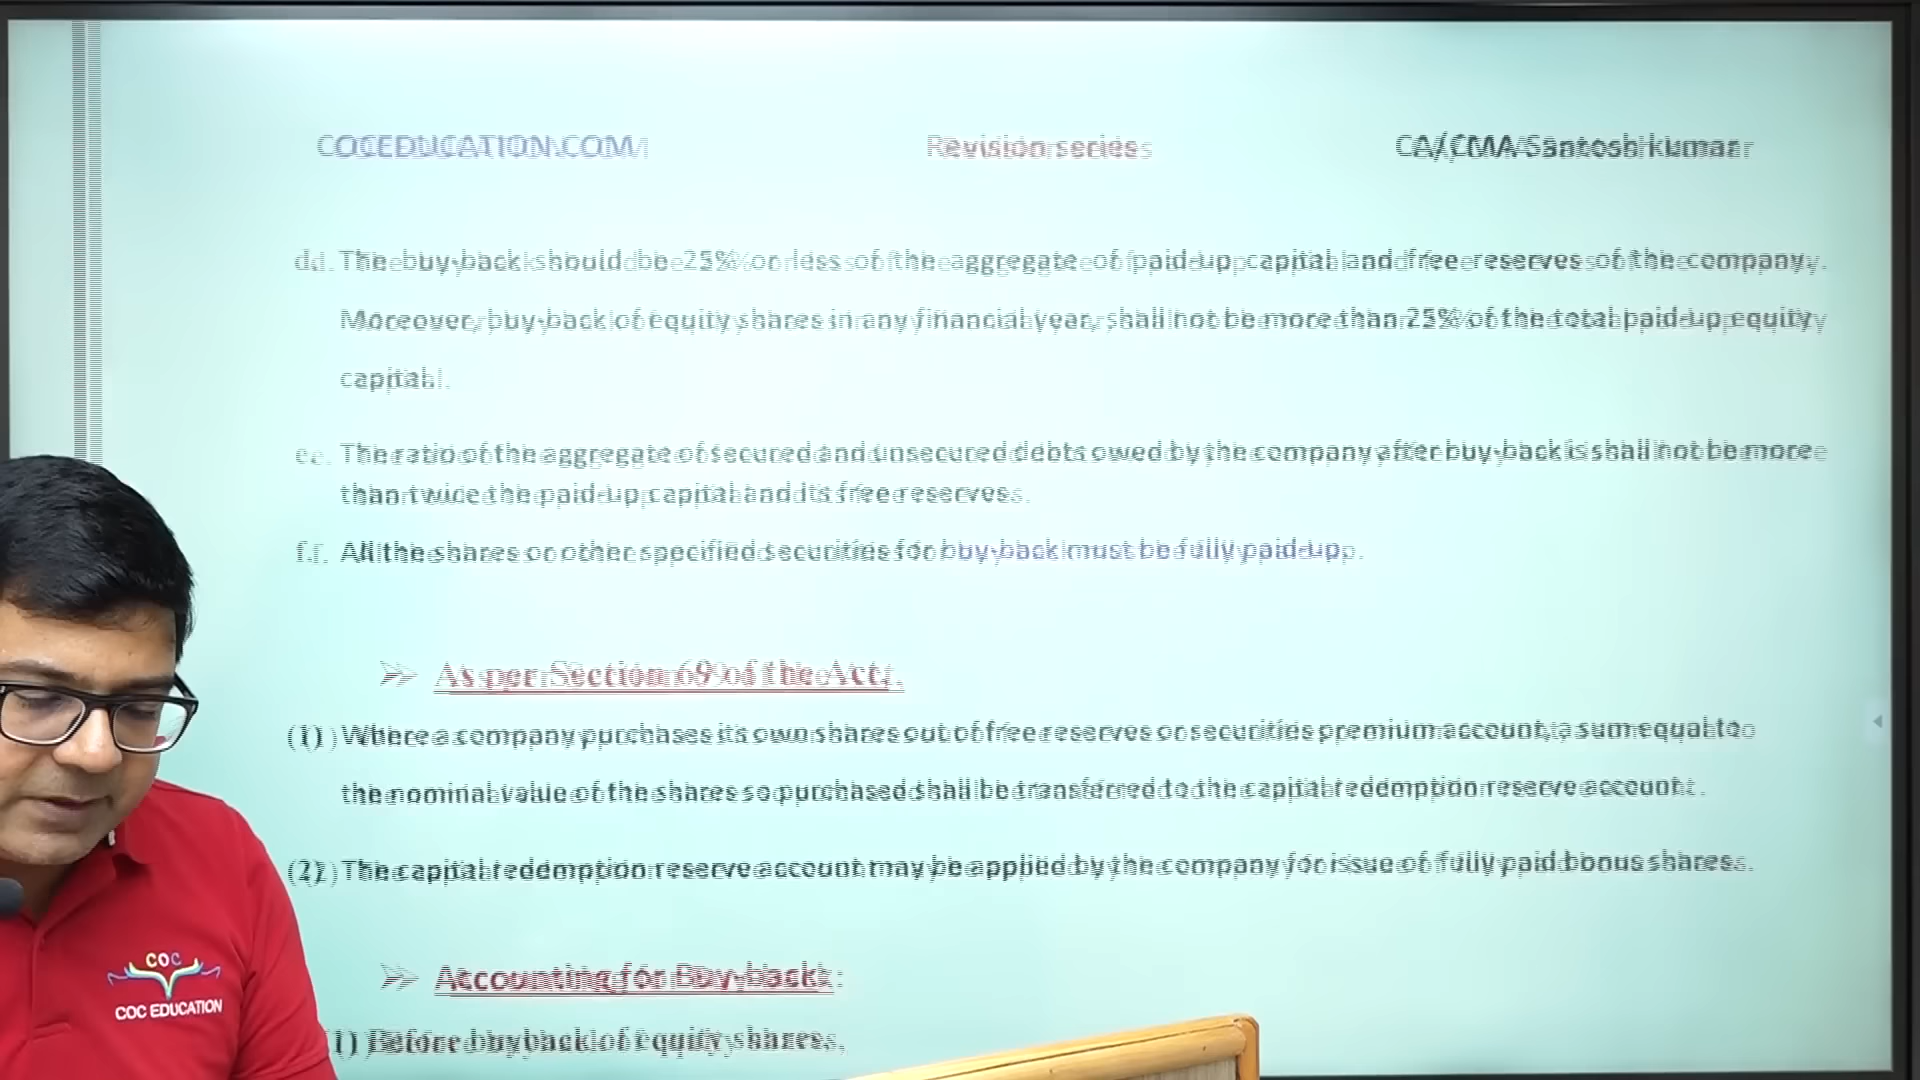 COCEDUCATION.COM Revision series CA/CMA Santosh kumar
d. The buy-back should be 25% or less of the aggregate of paid-up capital and free reserves of the company.
Moreover, buy-back of equity shares in any financial year, shall not be more than 25% of the total paid-up equity
capital.
e. The ratio of the aggregate of secured and unsecured debts owed by the company after buy-back is shall not be more
than twice the paid-up capital and its free reserves.
f. All the shares or other specified securities for buy-back must be fully paid-up.
As per Section 69 of the Act,
(1) Where a company purchases its own shares out of free reserves or securities premium account, a sum equal to
the nominal value of the shares so purchased shall be transferred to the capital redemption reserve account.
(2) The capital redemption reserve account may be applied by the company for issue of fully paid bonus shares.
Accounting for Buy-back:
1) Before buyback of equity shares,
COC
COC EDUCATION